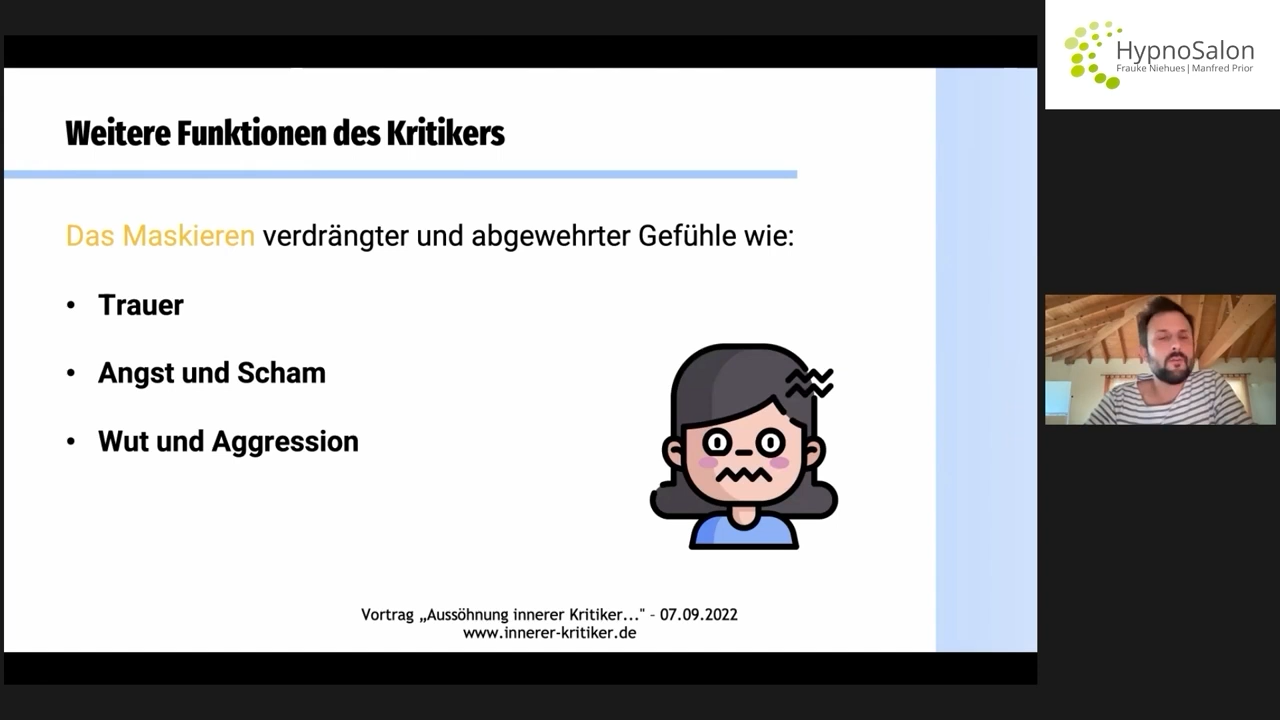 Weitere Funktionen des Kritikers
Das Maskieren verdrängter und abgewehrter Gefühle wie:
• Trauer
• Angst und Scham
• Wut und Aggression
Vortrag „Aussöhnung innerer Kritiker..." - 07.09.2022
www.innerer-kritiker.de
HypnoSalon
Frauke Niehues | Manfred Prior